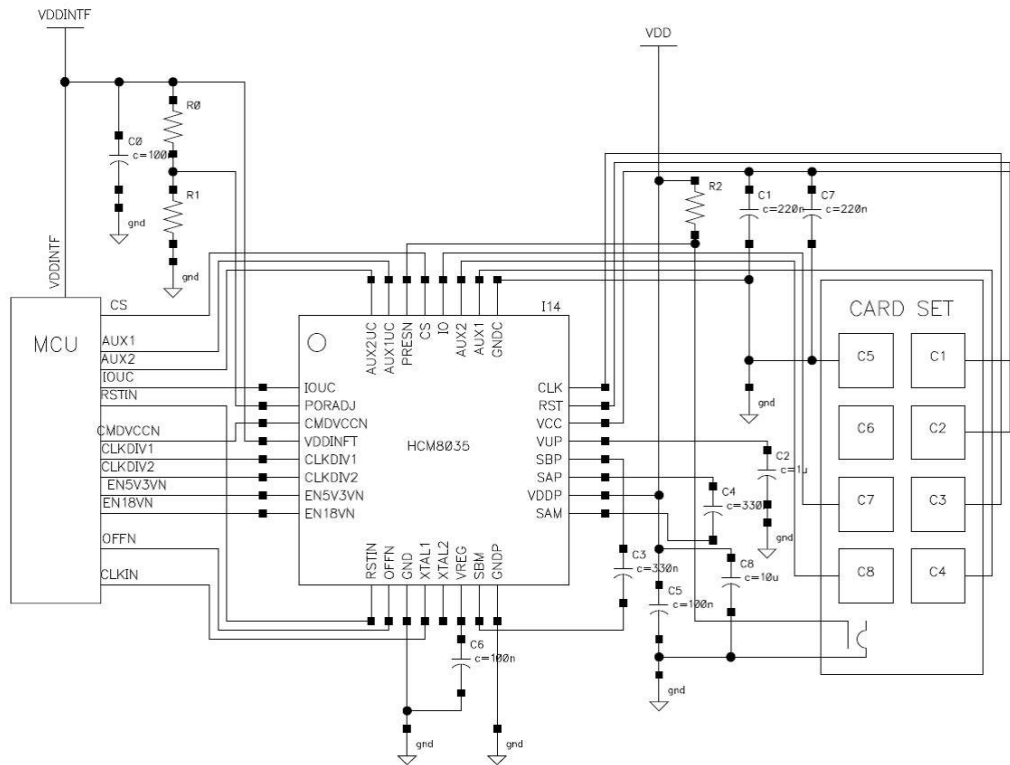 VDDINTF
VDD
R0
C0
c=100n
R1
gnd
gnd
R2
C1
c=220n
C7
c=220n
VDDINTF
MCU
CS
AUX1
AUX2
IOUC
RSTIN
CMDVCCN
CLKDIV1
CLKDIV2
EN5V3VN
EN18VN
OFFN
CLKIN
I14
AUX2UC
AUX1UC
PRESN
CS
IO
AUX2
AUX1
GNDC
IOUC
PORADJ
CMDVCCN
VDDINFT
CLKDIV1
CLKDIV2
EN5V3VN
EN18VN
HCM8035
CLK
RST
VCC
VUP
SBP
SAP
VDDP
SAM
RSTIN
OFFN
GND
XTAL1
XTAL2
VREG
SBM
GNDP
C6
c=100n
gnd
gnd
C3
c=330n
C4
c=330
C2
c=1u
gnd
gnd
C8
c=10u
C5
c=100n
gnd
CARD SET
C5 C1
C6 C2
C7 C3
C8 C4